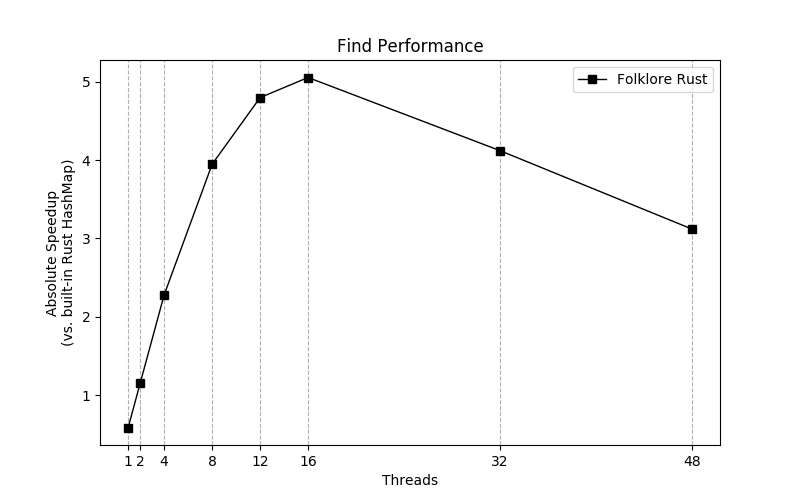 Find Performance
Folklore Rust
Absolute Speedup
(vs. built-in Rust HashMap)
5
4
3
2
1
1 2 4 8 12 16 32 48
Threads